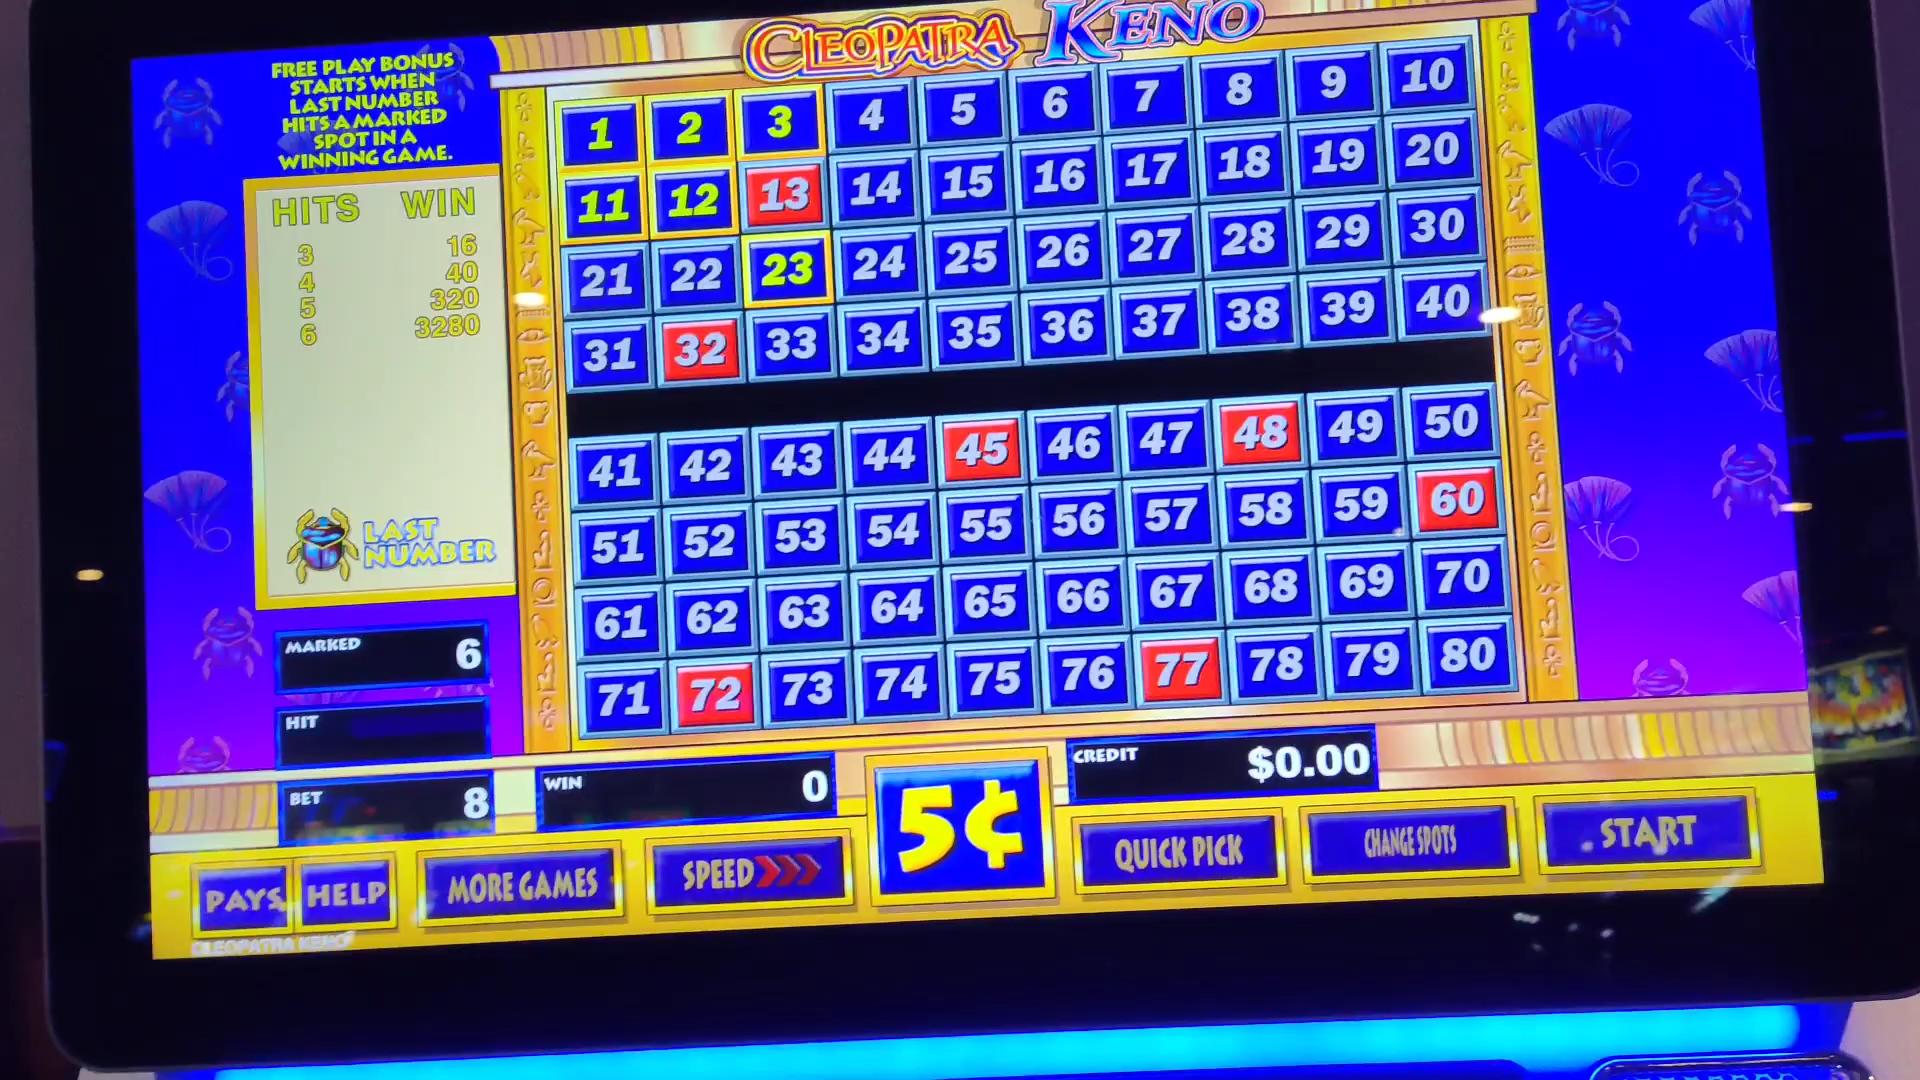 CLEOPATRA KENO
FREE PLAY BONUS
STARTS WHEN
LAST NUMBER
HITS A MARKED
SPOT IN A
WINNING GAME.
HITS WIN
3 16
4 40
5 320
6 3280
LAST
NUMBER
1 2 3 4 5 6 7 8 9 10
11 12 13 14 15 16 17 18 19 20
21 22 23 24 25 26 27 28 29 30
31 32 33 34 35 36 37 38 39 40
41 42 43 44 45 46 47 48 49 50
51 52 53 54 55 56 57 58 59 60
61 62 63 64 65 66 67 68 69 70
71 72 73 74 75 76 77 78 79 80
MARKED 6
HIT
BET 8
WIN 0
5¢
CREDIT $0.00
PAYS
HELP
MORE GAMES
SPEED
QUICK PICK
CHANGE SPOTS
START
CLEOPATRA KENO